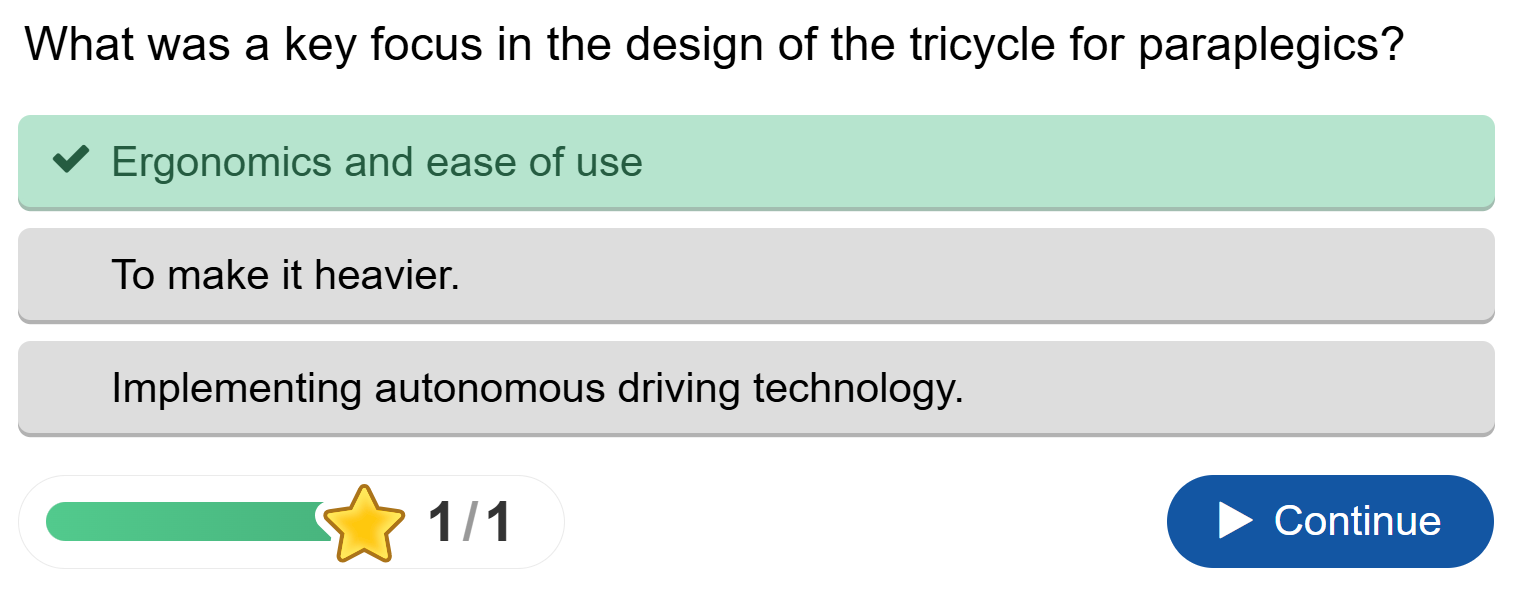 What was a key focus in the design of the tricycle for paraplegics?
Ergonomics and ease of use
To make it heavier.
Implementing autonomous driving technology.
1/1
Continue